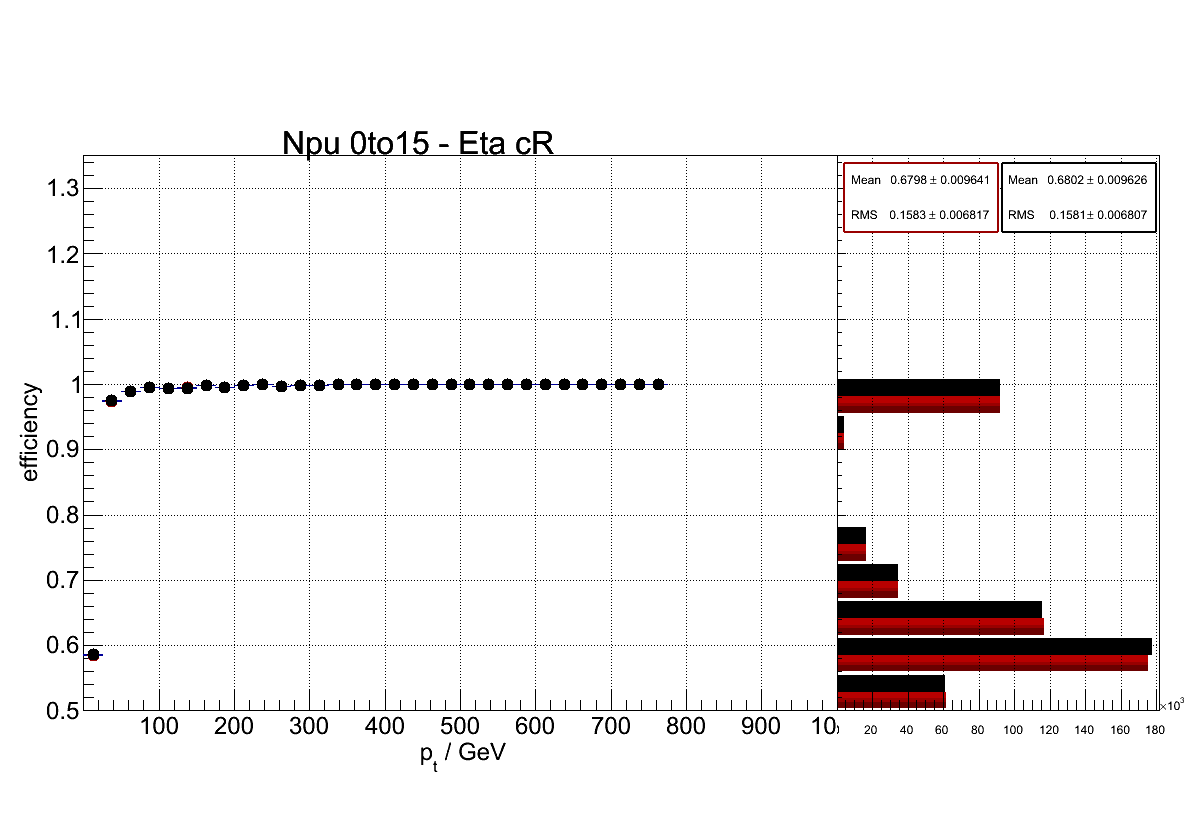 Npu 0to15 - Eta cR
Mean 0.6798 ± 0.009641
RMS 0.1583 ± 0.006817
Mean 0.6802 ± 0.009626
RMS 0.1581 ± 0.006807
efficiency
1.3
1.2
1.1
1
0.9
0.8
0.7
0.6
0.5
100 200 300 400 500 600 700 800 900 10
p_t / GeV
20 40 60 80 100 120 140 160 180
×10³